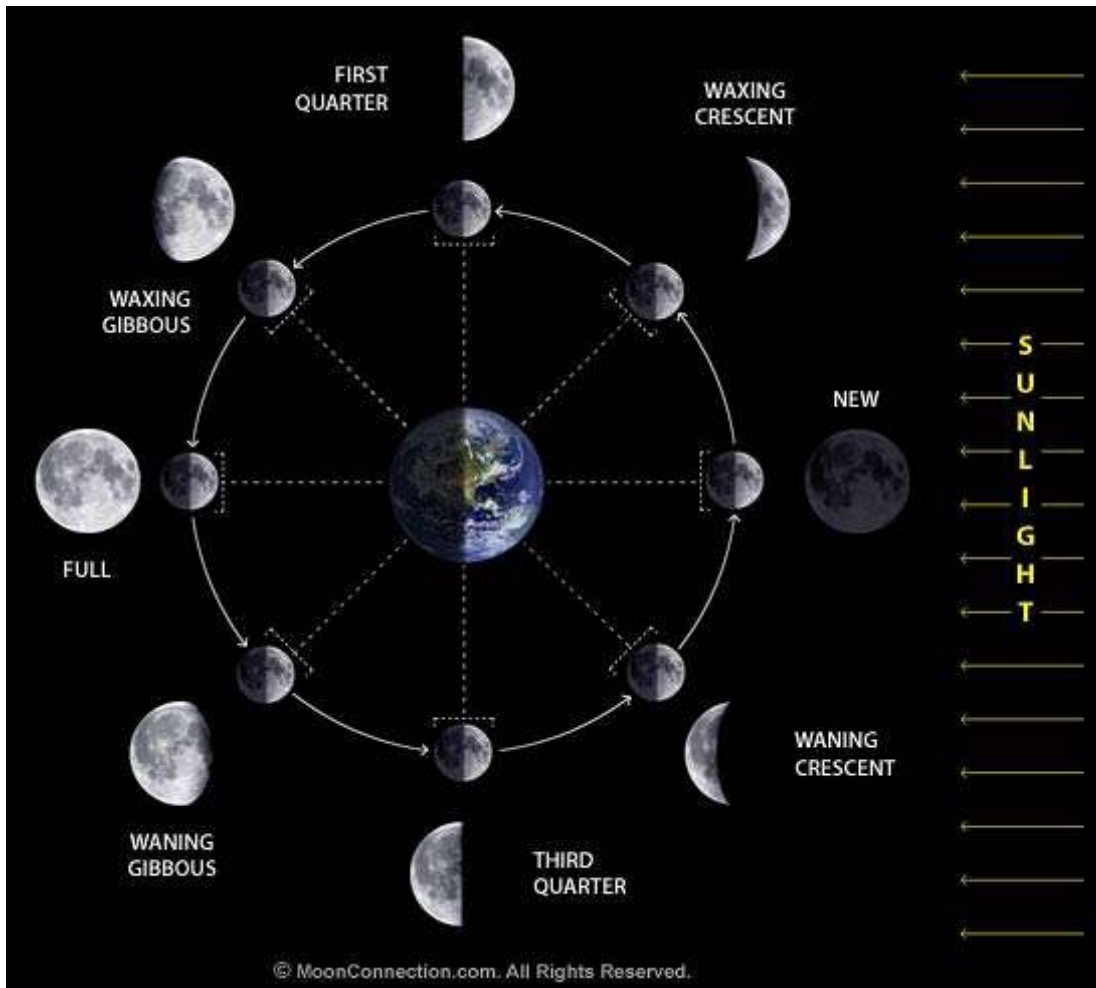 FIRST
QUARTER
WAXING
CRESCENT
WAXING
GIBBOUS
NEW
SUNLIGHT
FULL
WANING
CRESCENT
WANING
GIBBOUS
THIRD
QUARTER
© MoonConnection.com. All Rights Reserved.